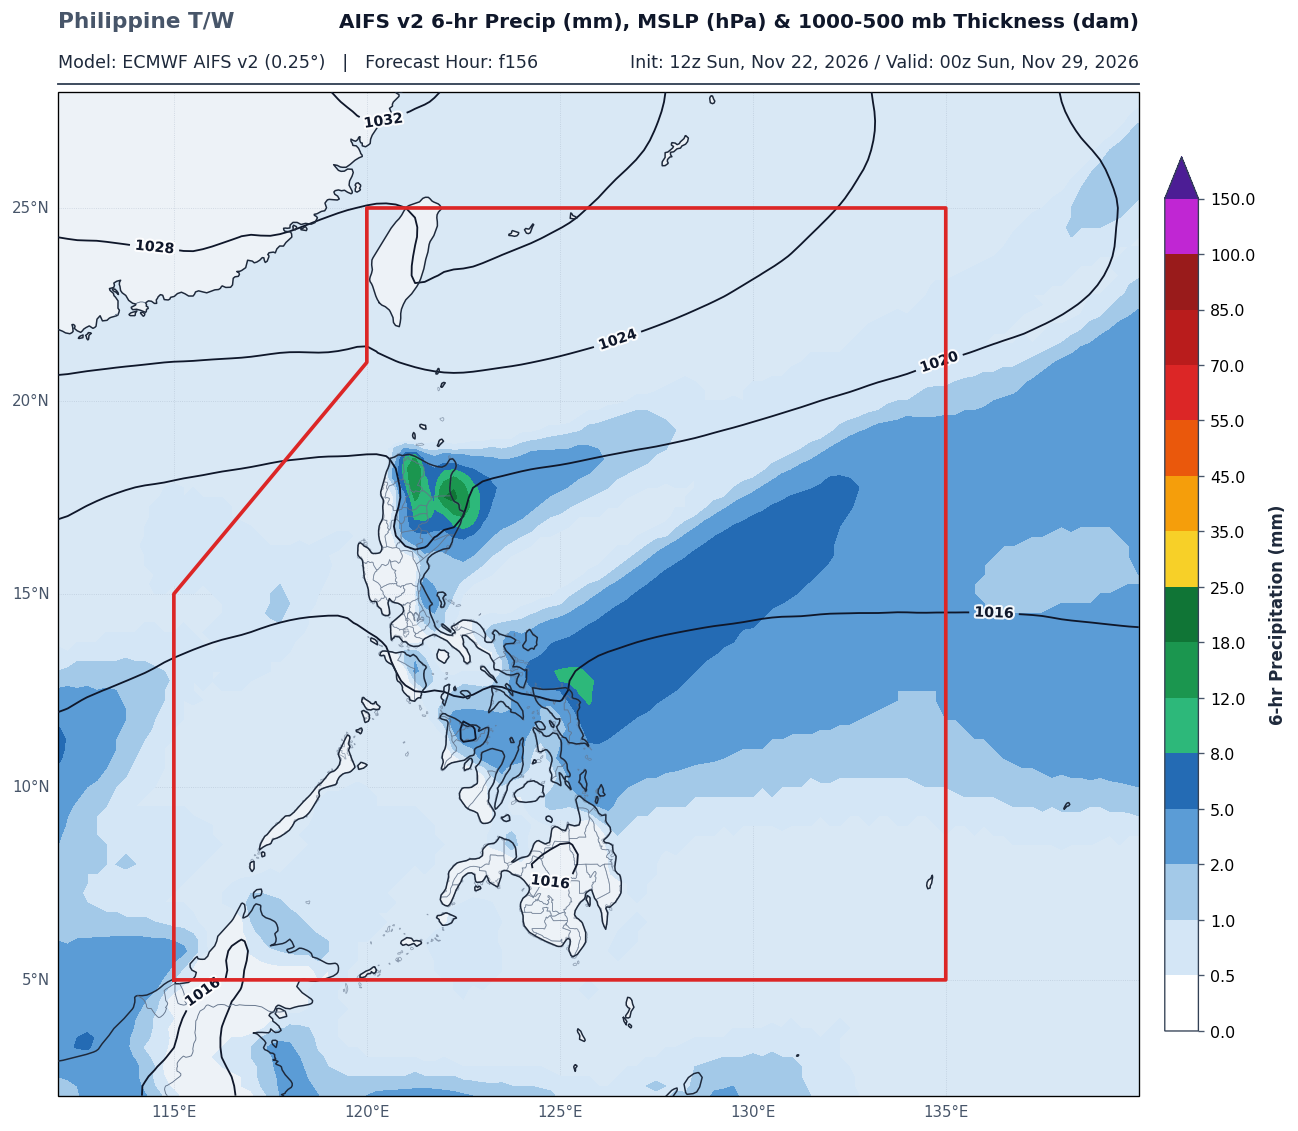 Philippine T/W
AIFS v2 6-hr Precip (mm), MSLP (hPa) & 1000-500 mb Thickness (dam)
Model: ECMWF AIFS v2 (0.25°) | Forecast Hour: f156
Init: 12z Sun, Nov 22, 2026 / Valid: 00z Sun, Nov 29, 2026
1032
1028
1024
1020
1016
1016
1016
25°N
20°N
15°N
10°N
5°N
115°E
120°E
125°E
130°E
135°E
150.0
100.0
85.0
70.0
55.0
45.0
35.0
25.0
18.0
12.0
8.0
5.0
2.0
1.0
0.5
0.0
6-hr Precipitation (mm)